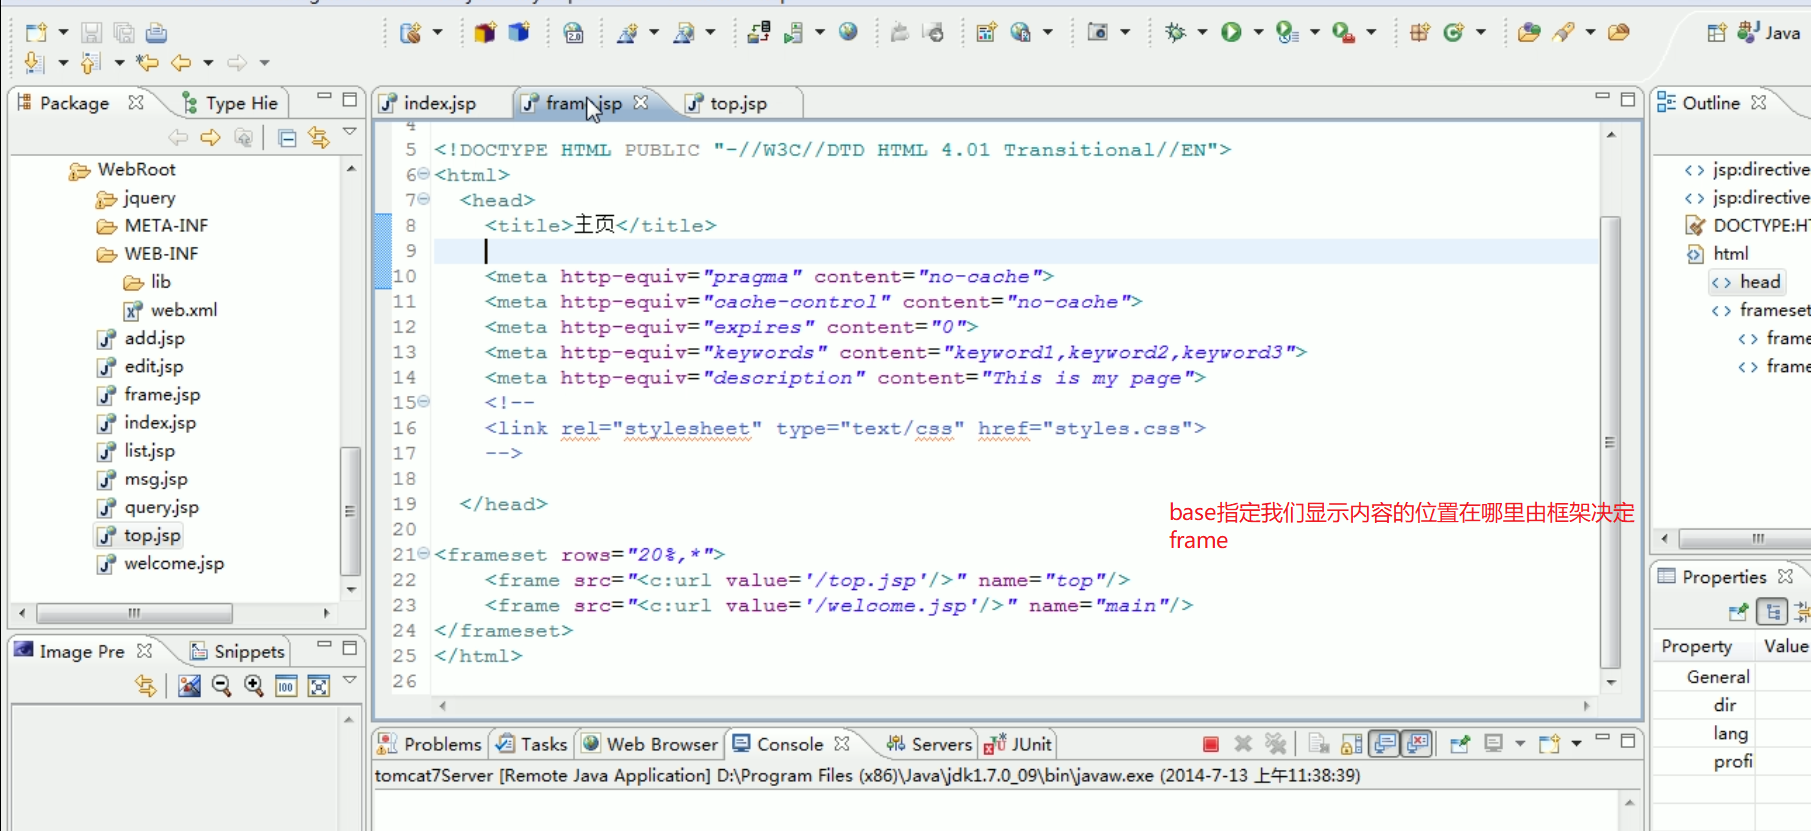 Java
Package
Type Hie
WebRoot
jquery
META-INF
WEB-INF
lib
web.xml
add.jsp
edit.jsp
frame.jsp
index.jsp
list.jsp
msg.jsp
query.jsp
top.jsp
welcome.jsp
Image Pre
Snippets
index.jsp
top.jsp
4
5 <!DOCTYPE HTML PUBLIC "-//W3C//DTD HTML 4.01 Transitional//EN">
6 <html>
7 <head>
8 <title>主页</title>
9
10 <meta http-equiv="pragma" content="no-cache">
11 <meta http-equiv="cache-control" content="no-cache">
12 <meta http-equiv="expires" content="0">
13 <meta http-equiv="keywords" content="keyword1,keyword2,keyword3">
14 <meta http-equiv="description" content="This is my page">
15 <!--
16 <link rel="stylesheet" type="text/css" href="styles.css">
17 -->
18
19 </head>
20
21 <frameset rows="20%,*">
22 <frame src="<c:url value='/top.jsp'/>" name="top"/>
23 <frame src="<c:url value='/welcome.jsp'/>" name="main"/>
24 </frameset>
25 </html>
26
base指定我们显示内容的位置在哪里由框架决定
frame
Outline
jsp:directive
jsp:directive
DOCTYPE:HT
html
head
frameset
frame
frame
Properties
Property Value
General
dir
lang
profi
Problems
Tasks
Web Browser
Console
Servers
JUnit
tomcat7Server [Remote Java Application] D:\Program Files (x86)\Java\jdk1.7.0_09\bin\javaw.exe (2014-7-13 上午11:38:39)